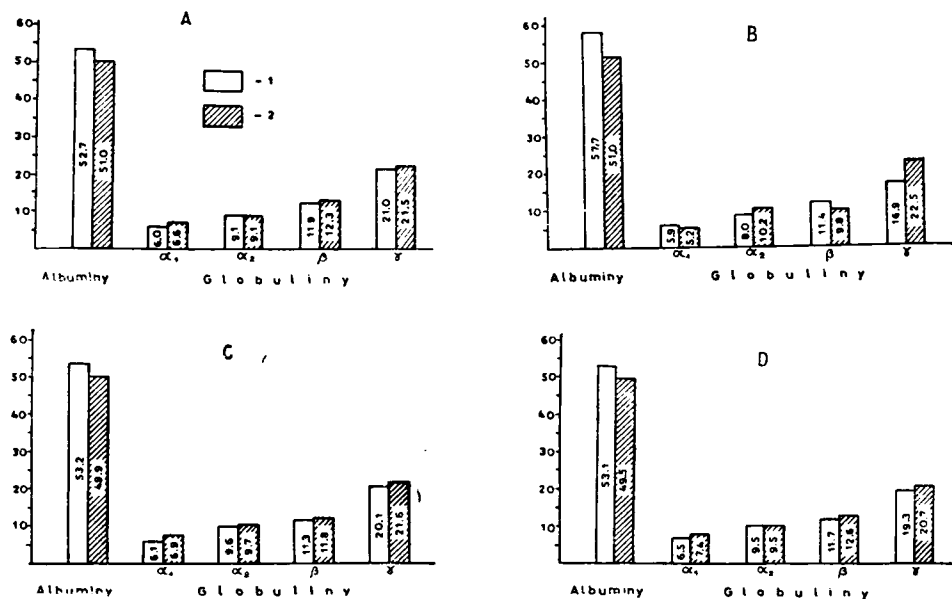 A
60
50
40
30
20
10
- 1
- 2
52.7
51.0
6.0
6.6
9.1
9.1
11.9
12.3
21.0
21.5
α₁
α₂
β
γ
Albuminy
Globuliny
B
60
50
40
30
20
10
57.7
51.0
5.9
5.2
8.0
10.2
11.4
9.8
16.9
22.5
α₁
α₂
β
γ
Albuminy
Globuliny
C
60
50
40
30
20
10
53.2
49.9
6.1
6.9
9.6
9.7
11.3
11.8
20.1
21.6
α₁
α₂
β
γ
Albuminy
Globuliny
D
60
50
40
30
20
10
53.1
49.5
6.5
7.4
9.5
9.5
11.7
12.6
19.3
20.7
α₁
α₂
β
γ
Albuminy
Globuliny